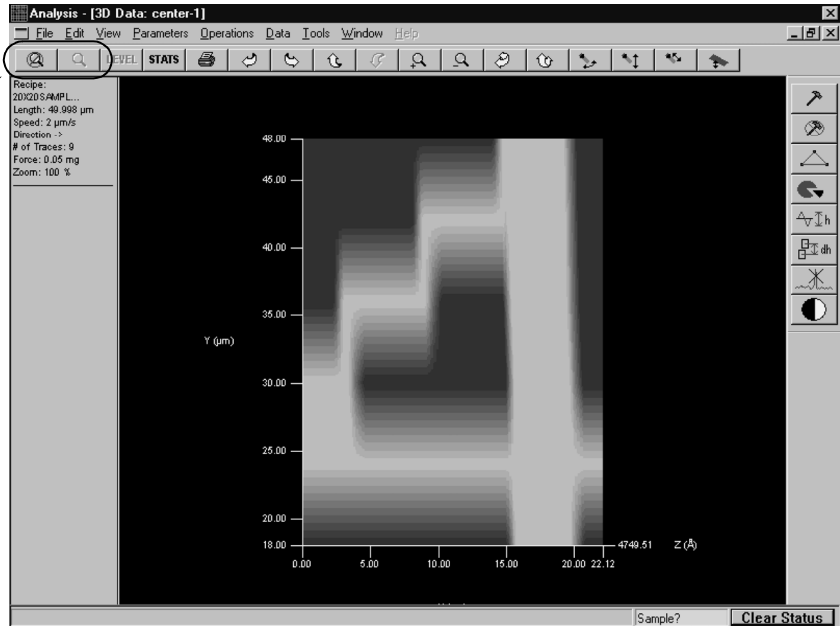 Analysis - [3D Data: center-1]
File Edit View Parameters Operations Data Tools Window Help
LEVEL STATS
Recipe:
20X20SAMPL...
Length: 49.998 µm
Speed: 2 µm/s
Direction ->
# of Traces: 9
Force: 0.05 mg
Zoom: 100 %
48.00
45.00
40.00
35.00
Y (µm)
30.00
25.00
20.00
18.00
4749.51 Z (Å)
0.00 5.00 10.00 15.00 20.00 22.12
h
dh
Sample? Clear Status